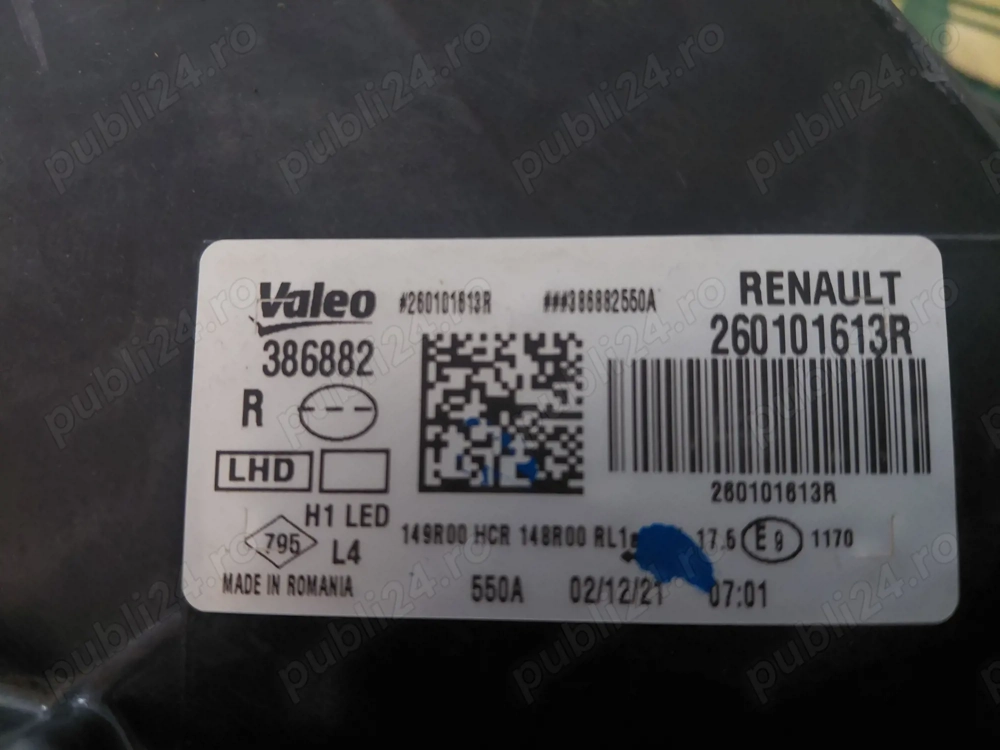 Valeo #260101613R ###386882550A RENAULT
386882 260101613R
R
LHD
260101613R
H1 LED
795 L4
149R00 HCR 148R00 RL1 17.5 E9 1170
MADE IN ROMANIA 550A 02/12/21 07:01
publi24.ro